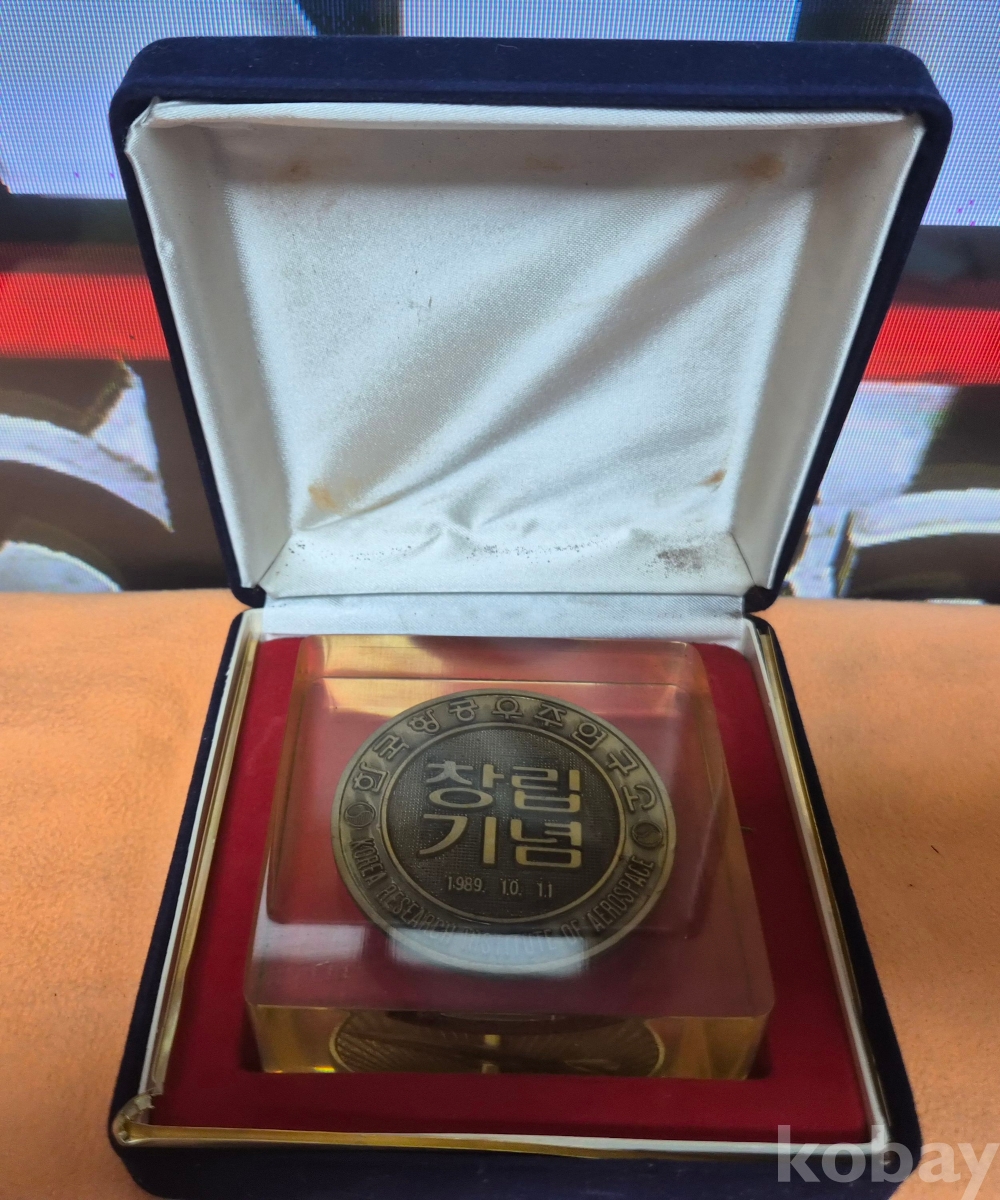 한국항공우주연구소
창립
기념
1989. 10. 11
KOREA RESEARCH INSTITUTE OF AEROSPACE
kobay